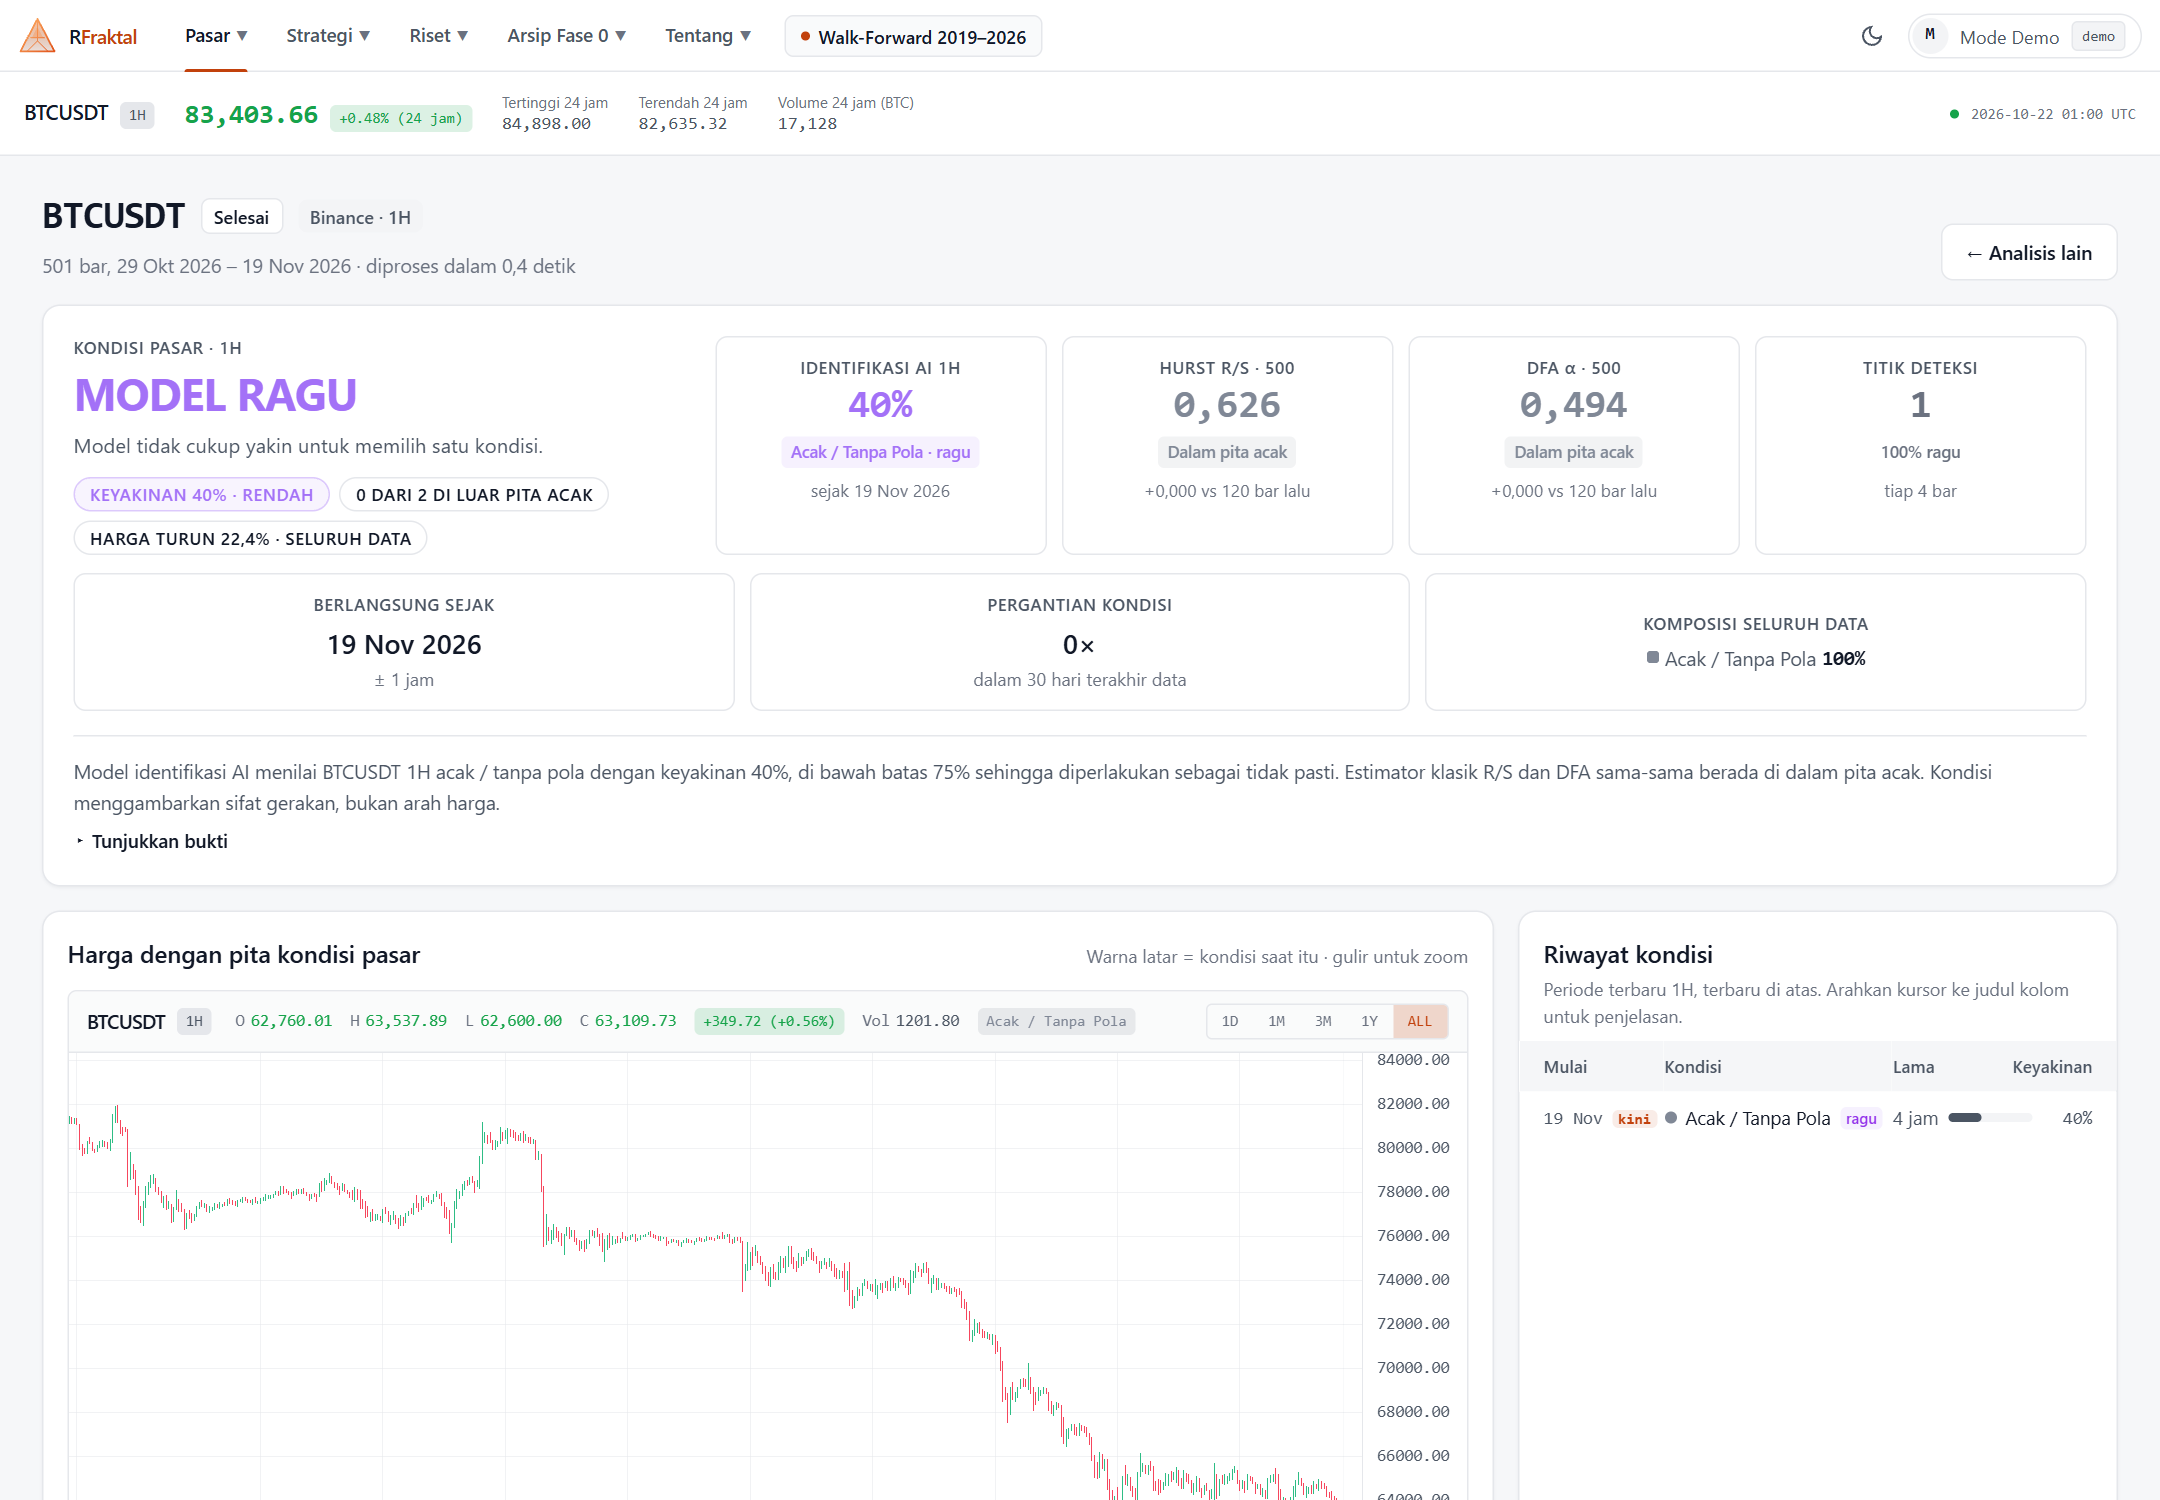 RFraktal
Pasar ▼
Strategi ▼
Riset ▼
Arsip Fase 0 ▼
Tentang ▼
Walk-Forward 2019–2026
M
Mode Demo
demo
BTCUSDT
1H
83,403.66
+0.48% (24 jam)
Tertinggi 24 jam
84,898.00
Terendah 24 jam
82,635.32
Volume 24 jam (BTC)
17,128
2026-10-22 01:00 UTC
BTCUSDT
Selesai
Binance · 1H
501 bar, 29 Okt 2026 – 19 Nov 2026 · diproses dalam 0,4 detik
← Analisis lain
KONDISI PASAR · 1H
MODEL RAGU
Model tidak cukup yakin untuk memilih satu kondisi.
KEYAKINAN 40% · RENDAH
0 DARI 2 DI LUAR PITA ACAK
HARGA TURUN 22,4% · SELURUH DATA
IDENTIFIKASI AI 1H
40%
Acak / Tanpa Pola · ragu
sejak 19 Nov 2026
HURST R/S · 500
0,626
Dalam pita acak
+0,000 vs 120 bar lalu
DFA α · 500
0,494
Dalam pita acak
+0,000 vs 120 bar lalu
TITIK DETEKSI
1
100% ragu
tiap 4 bar
BERLANGSUNG SEJAK
19 Nov 2026
± 1 jam
PERGANTIAN KONDISI
0×
dalam 30 hari terakhir data
KOMPOSISI SELURUH DATA
Acak / Tanpa Pola 100%
Model identifikasi AI menilai BTCUSDT 1H acak / tanpa pola dengan keyakinan 40%, di bawah batas 75% sehingga diperlakukan sebagai tidak pasti. Estimator klasik R/S dan DFA sama-sama berada di dalam pita acak. Kondisi
menggambarkan sifat gerakan, bukan arah harga.
‣ Tunjukkan bukti
Harga dengan pita kondisi pasar
Warna latar = kondisi saat itu · gulir untuk zoom
BTCUSDT
1H
O 62,760.01 H 63,537.89 L 62,600.00 C 63,109.73
+349.72 (+0.56%)
Vol 1201.80
Acak / Tanpa Pola
1D
1M
3M
1Y
ALL
84000.00
82000.00
80000.00
78000.00
76000.00
74000.00
72000.00
70000.00
68000.00
66000.00
64000.00
Riwayat kondisi
Periode terbaru 1H, terbaru di atas. Arahkan kursor ke judul kolom
untuk penjelasan.
Mulai Kondisi Lama Keyakinan
19 Nov kini Acak / Tanpa Pola ragu 4 jam 40%